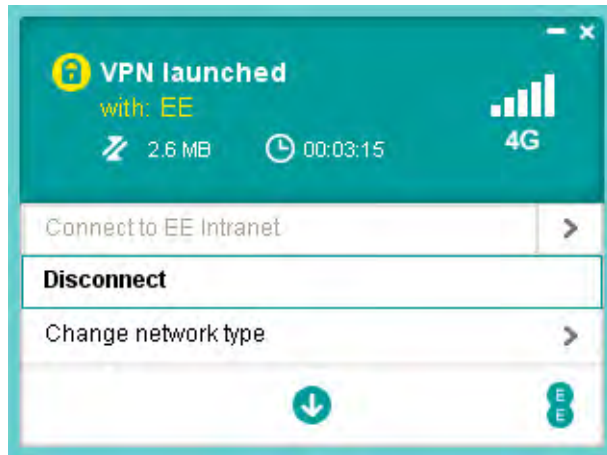 VPN launched
with: EE
2.6 MB 00:03:15
4G
Connect to EE Intranet
Disconnect
Change network type
E
E